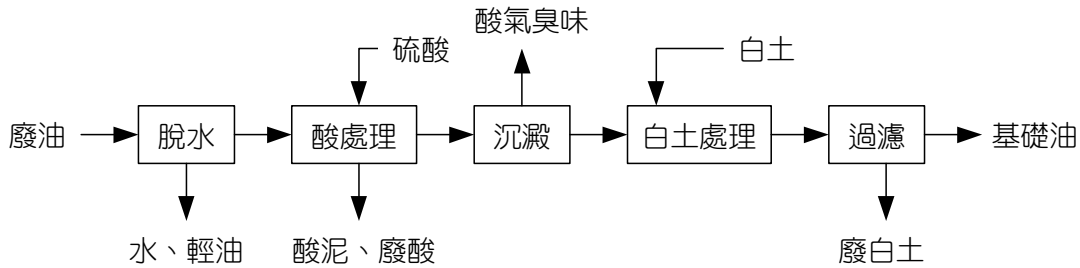 酸氣臭味
硫酸
白土
廢油
脫水
酸處理
沉澱
白土處理
過濾
基礎油
水、輕油
酸泥、廢酸
廢白土